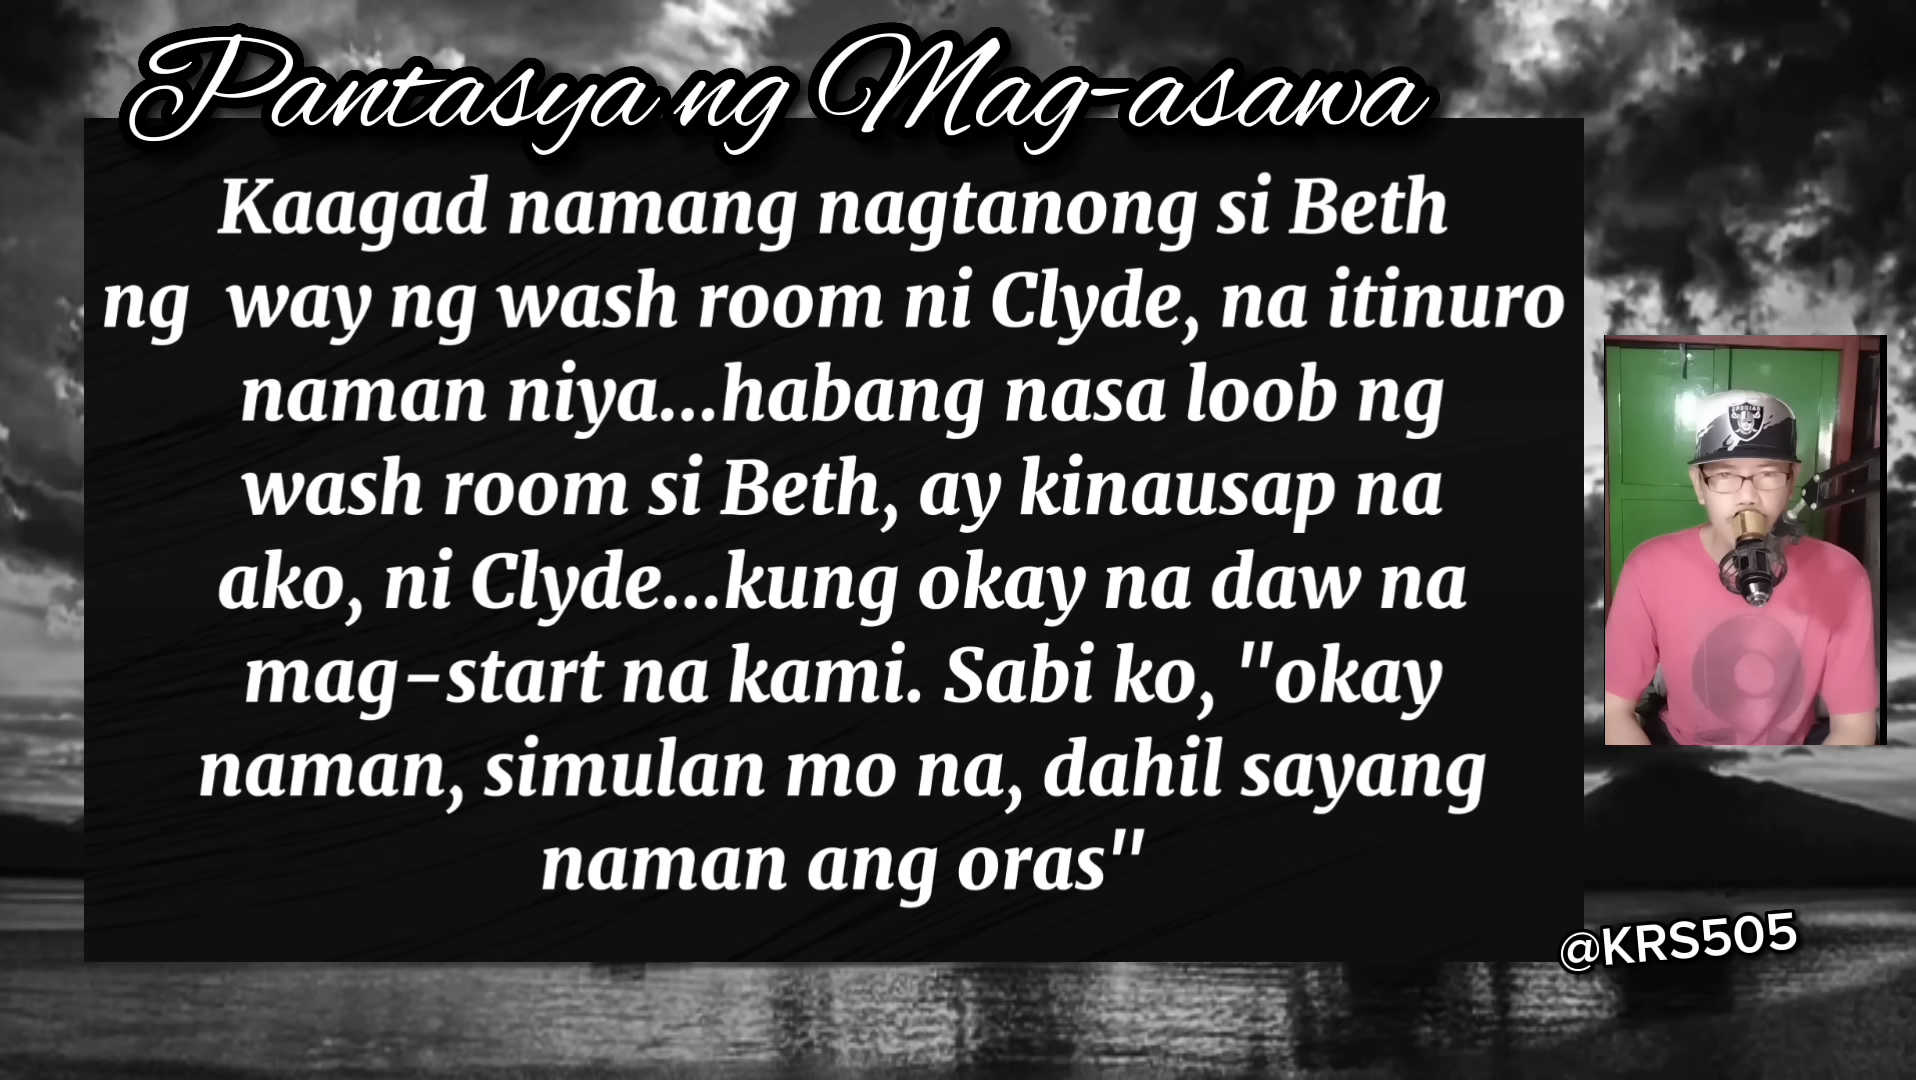 Pantasya ng Mag-asawa
Kaagad namang nagtanong si Beth
ng way ng wash room ni Clyde, na itinuro
naman niya...habang nasa loob ng
wash room si Beth, ay kinausap na
ako, ni Clyde...kung okay na daw na
mag-start na kami. Sabi ko, "okay
naman, simulan mo na, dahil sayang
naman ang oras"
@KRS505